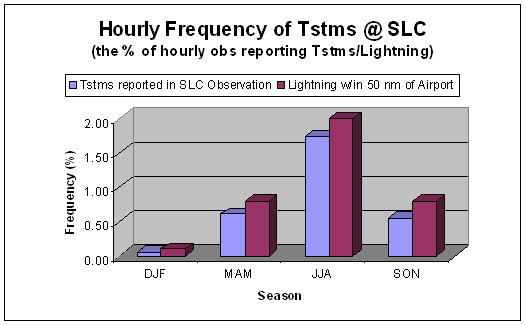 Hourly Frequency of Tstms @ SLC
(the % of hourly obs reporting Tstms/Lightning)
Tstms reported in SLC Observation Lightning w/in 50 nm of Airport
2.00
1.50
1.00
0.50
0.00
Frequency (%)
DJF MAM JJA SON
Season